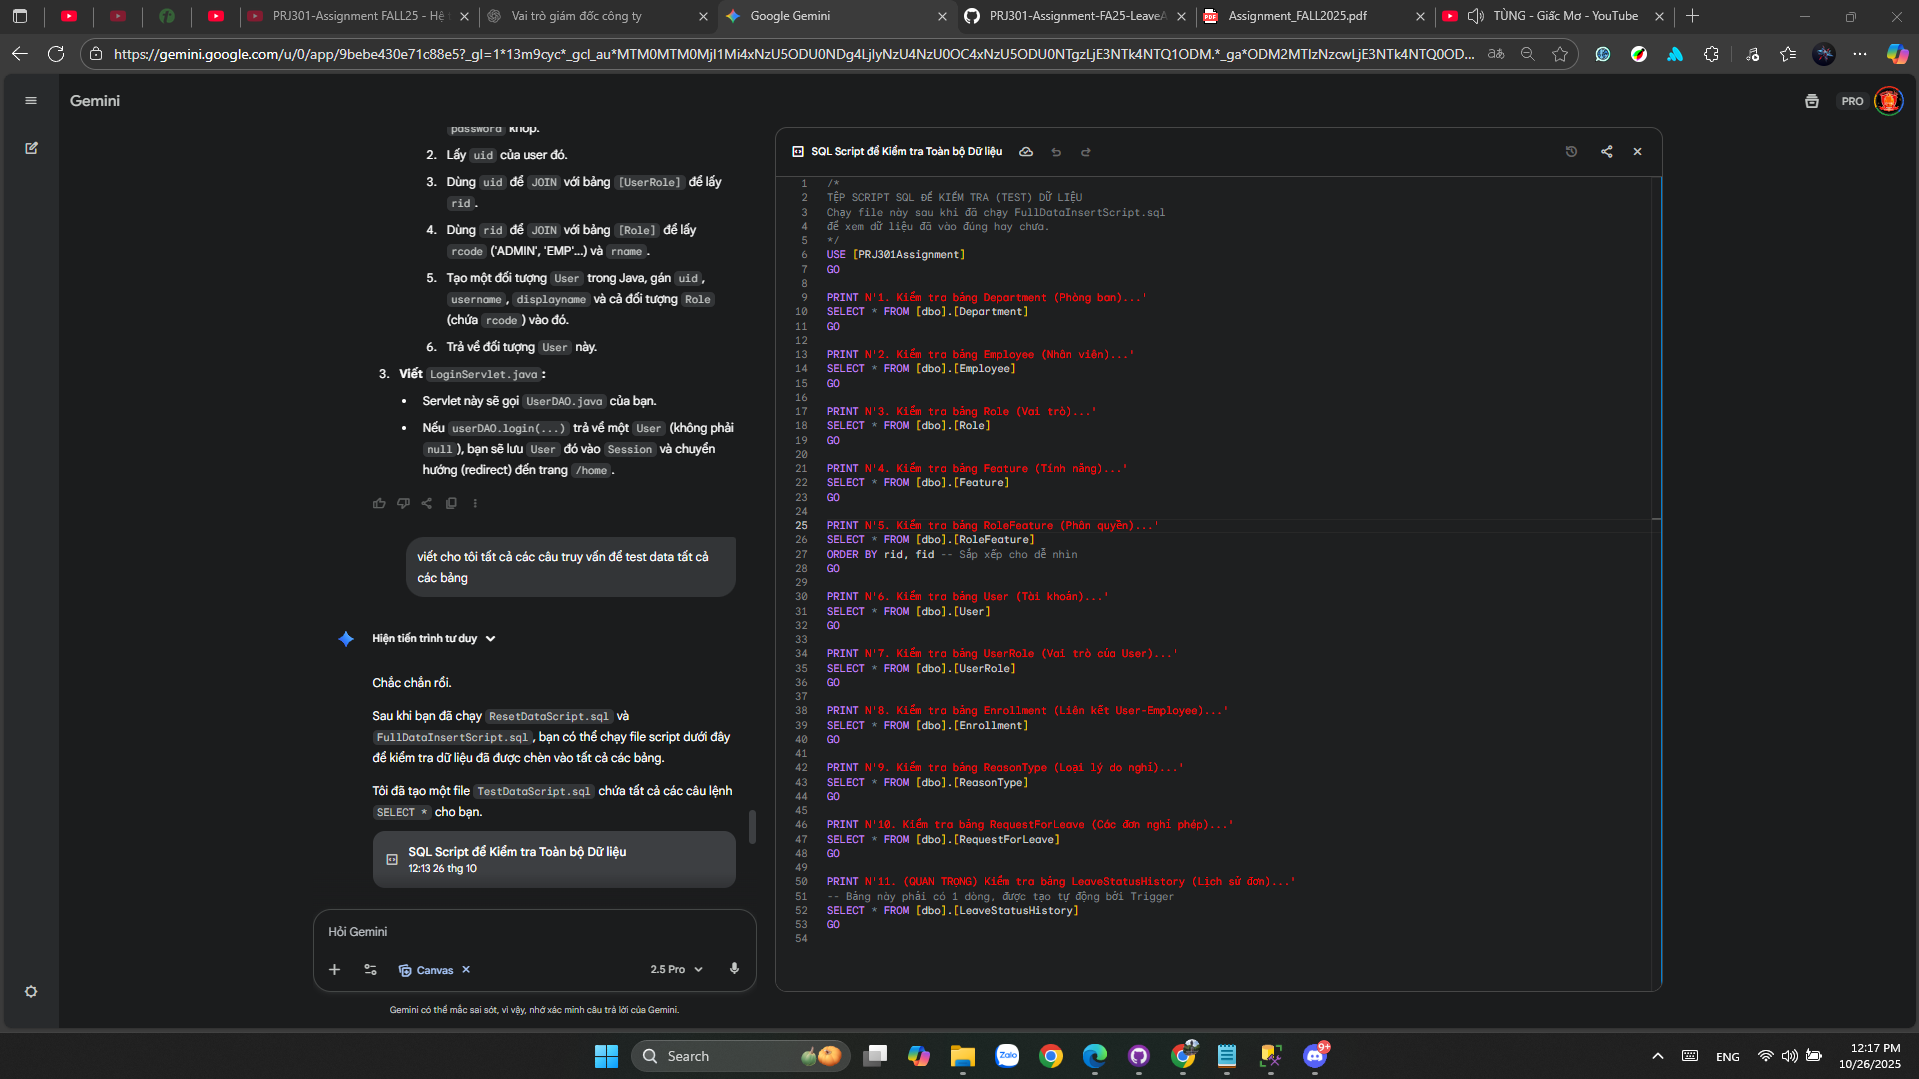 PRJ301-Assignment FALL25 - Hệ t
Vai trò giám đốc công ty
Google Gemini
PRJ301-Assignment-FA25-LeaveA
Assignment_FALL2025.pdf
TÙNG - Giấc Mơ - YouTube
Gemini
PRO
password khớp.
2. Lấy uid của user đó.
3. Dùng uid để JOIN với bảng [UserRole] để lấy
rid .
4. Dùng rid để JOIN với bảng [Role] để lấy
rcode ('ADMIN', 'EMP'...) và rname .
5. Tạo một đối tượng User trong Java, gán uid ,
username , displayname và cả đối tượng Role
(chứa rcode ) vào đó.
6. Trả về đối tượng User này.
3. Viết LoginServlet.java :
• Servlet này sẽ gọi UserDAO.java của bạn.
• Nếu userDAO.login(...) trả về một User (không phải
null ), bạn sẽ lưu User đó vào Session và chuyển
hướng (redirect) đến trang /home .
viết cho tôi tất cả các câu truy vấn để test data tất cả
các bảng
Hiện tiến trình tư duy
Chắc chắn rồi.
Sau khi bạn đã chạy ResetDataScript.sql và
FullDataInsertScript.sql , bạn có thể chạy file script dưới đây
để kiểm tra dữ liệu đã được chèn vào tất cả các bảng.
Tôi đã tạo một file TestDataScript.sql chứa tất cả các câu lệnh
SELECT * cho bạn.
SQL Script để Kiểm tra Toàn bộ Dữ liệu
12:13 26 thg 10
Hỏi Gemini
Canvas
2.5 Pro
Gemini có thể mắc sai sót, vì vậy, nhớ xác minh câu trả lời của Gemini.
SQL Script để Kiểm tra Toàn bộ Dữ liệu
1 /*
2 TỆP SCRIPT SQL ĐỂ KIỂM TRA (TEST) DỮ LIỆU
3 Chạy file này sau khi đã chạy FullDataInsertScript.sql
4 để xem dữ liệu đã vào đúng hay chưa.
5 */
6 USE [PRJ301Assignment]
7 GO
8
9 PRINT N'1. Kiểm tra bảng Department (Phòng ban)...'
10 SELECT * FROM [dbo].[Department]
11 GO
12
13 PRINT N'2. Kiểm tra bảng Employee (Nhân viên)...'
14 SELECT * FROM [dbo].[Employee]
15 GO
16
17 PRINT N'3. Kiểm tra bảng Role (Vai trò)...'
18 SELECT * FROM [dbo].[Role]
19 GO
20
21 PRINT N'4. Kiểm tra bảng Feature (Tính năng)...'
22 SELECT * FROM [dbo].[Feature]
23 GO
24
25 PRINT N'5. Kiểm tra bảng RoleFeature (Phân quyền)...'
26 SELECT * FROM [dbo].[RoleFeature]
27 ORDER BY rid, fid -- Sắp xếp cho dễ nhìn
28 GO
29
30 PRINT N'6. Kiểm tra bảng User (Tài khoản)...'
31 SELECT * FROM [dbo].[User]
32 GO
33
34 PRINT N'7. Kiểm tra bảng UserRole (Vai trò của User)...'
35 SELECT * FROM [dbo].[UserRole]
36 GO
37
38 PRINT N'8. Kiểm tra bảng Enrollment (Liên kết User-Employee)...'
39 SELECT * FROM [dbo].[Enrollment]
40 GO
41
42 PRINT N'9. Kiểm tra bảng ReasonType (Loại lý do nghỉ)...'
43 SELECT * FROM [dbo].[ReasonType]
44 GO
45
46 PRINT N'10. Kiểm tra bảng RequestForLeave (Các đơn nghỉ phép)...'
47 SELECT * FROM [dbo].[RequestForLeave]
48 GO
49
50 PRINT N'11. (QUAN TRỌNG) Kiểm tra bảng LeaveStatusHistory (Lịch sử đơn)...'
51 -- Bảng này phải có 1 dòng, được tạo tự động bởi Trigger
52 SELECT * FROM [dbo].[LeaveStatusHistory]
53 GO
54
Search
Zalo
9+
ENG
12:17 PM
10/26/2025